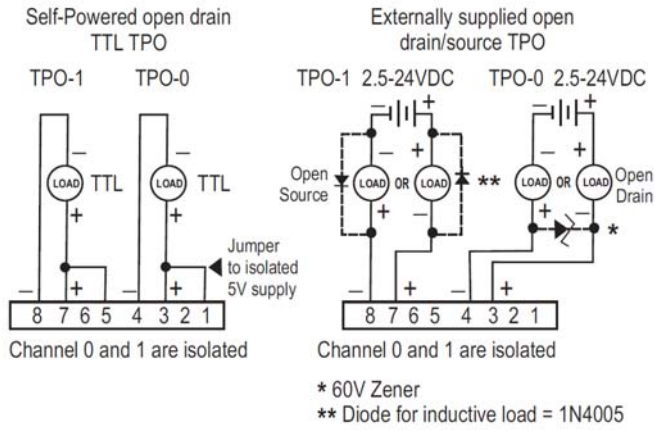 Self-Powered open drain
TTL TPO
TPO-1 TPO-0
− −
LOAD TTL LOAD TTL
+ +
Jumper
to isolated
5V supply
− + − +
8 7 6 5 4 3 2 1
Channel 0 and 1 are isolated
Externally supplied open
drain/source TPO
TPO-1 2.5-24VDC TPO-0 2.5-24VDC
− + − +
− + − +
Open
Source
LOAD OR LOAD ** LOAD OR LOAD
Open
Drain
+ − + −
*
− + − +
8 7 6 5 4 3 2 1
Channel 0 and 1 are isolated
* 60V Zener
** Diode for inductive load = 1N4005